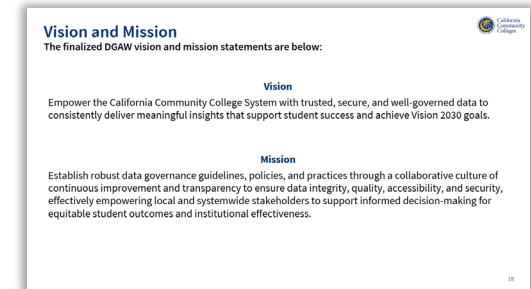 Vision and Mission
California
Community
Colleges
The finalized DGAW vision and mission statements are below:
Vision
Empower the California Community College System with trusted, secure, and well-governed data to
consistently deliver meaningful insights that support student success and achieve Vision 2030 goals.
Mission
Establish robust data governance guidelines, policies, and practices through a collaborative culture of
continuous improvement and transparency to ensure data integrity, quality, accessibility, and security,
effectively empowering local and systemwide stakeholders to support informed decision-making for
equitable student outcomes and institutional effectiveness.
18